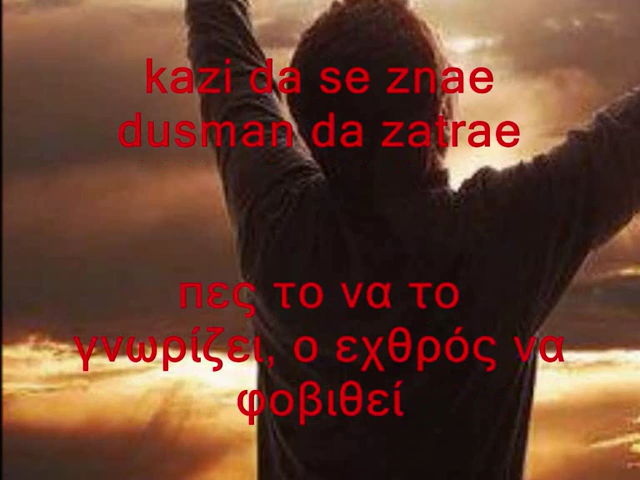 kazi da se znae
dusman da zatrae
πες το να το
γνωρίζει, ο εχθρός να
φοβιθεί